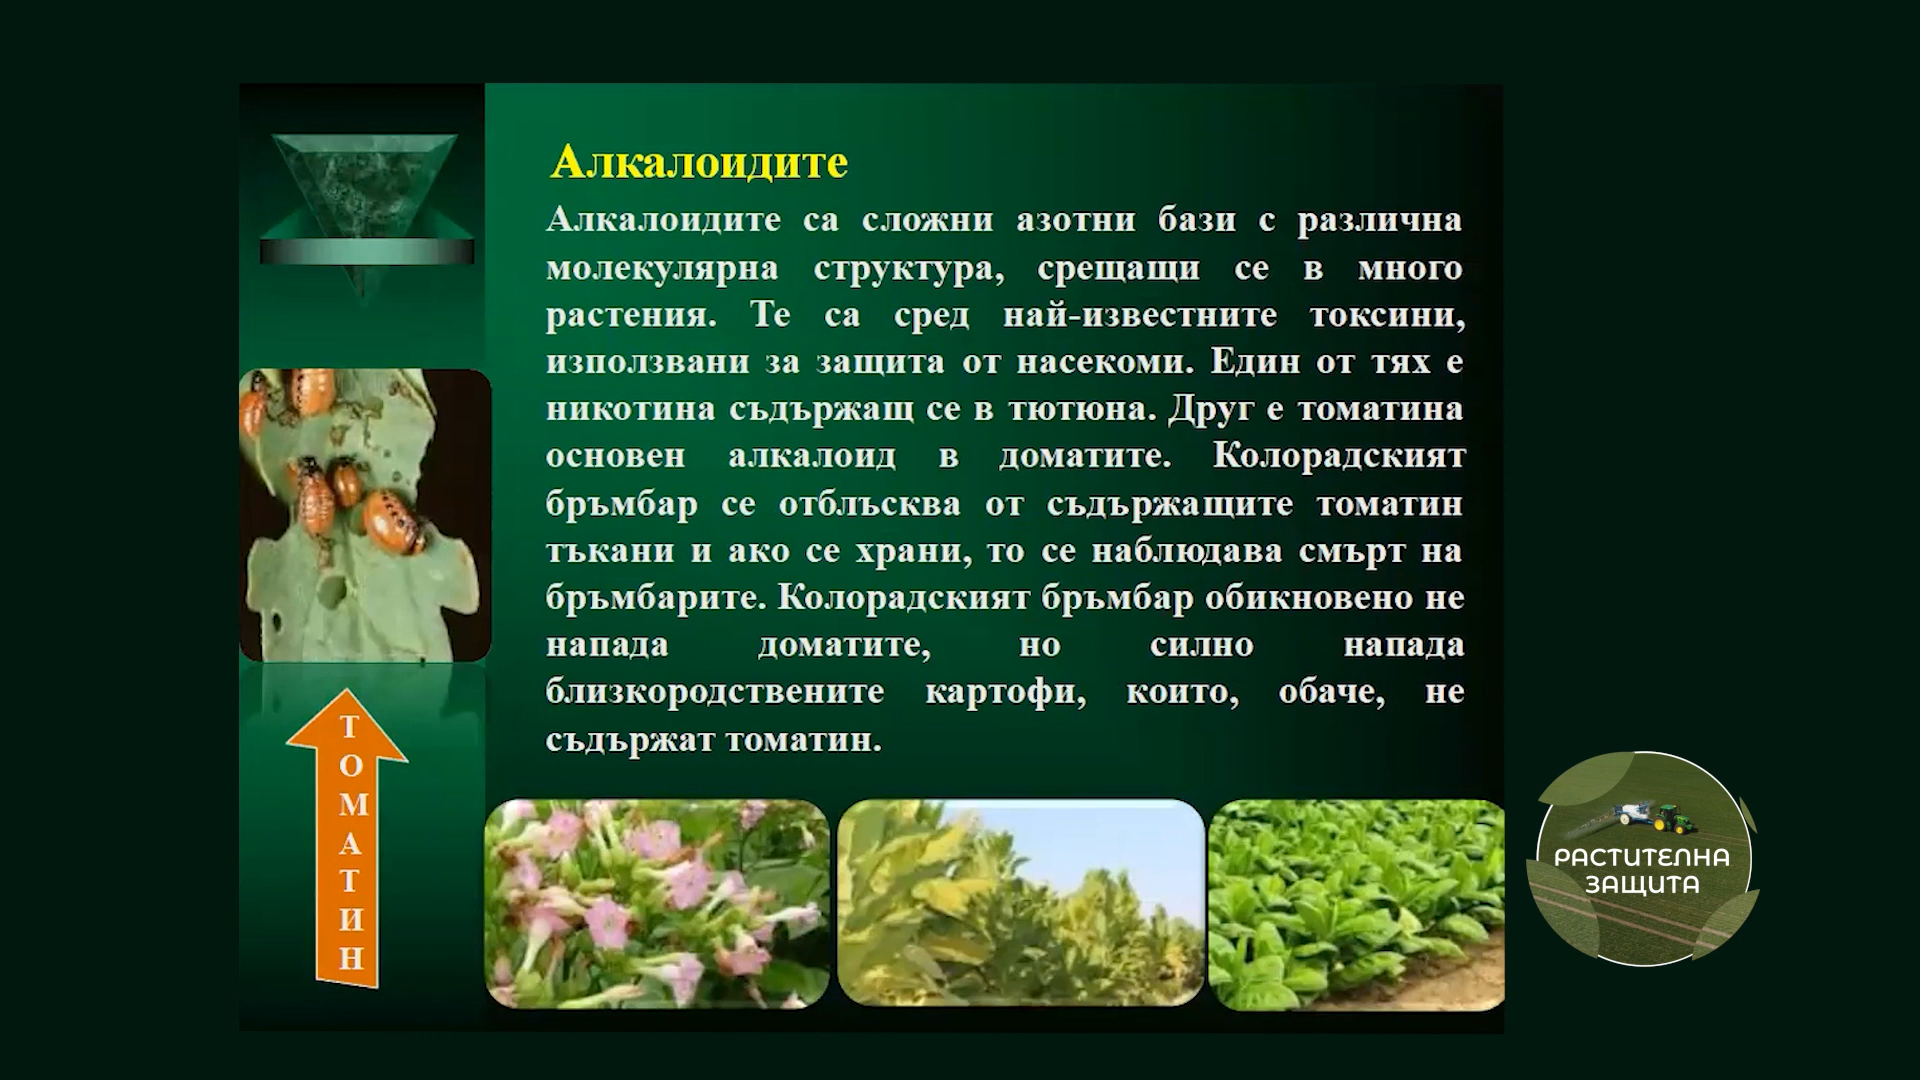 Алкалоидите
Алкалоидите са сложни азотни бази с различна
молекулярна структура, срещащи се в много
растения. Те са сред най-известните токсини,
използвани за защита от насекоми. Един от тях е
никотина съдържащ се в тютюна. Друг е томатина
основен алкалоид в доматите. Колорадският
бръмбар се отблъсква от съдържащите томатин
тъкани и ако се храни, то се наблюдава смърт на
бръмбарите. Колорадският бръмбар обикновено не
напада доматите, но силно напада
близкородствените картофи, които, обаче, не
съдържат томатин.
Т
О
М
А
Т
И
Н
РАСТИТЕЛНА
ЗАЩИТА